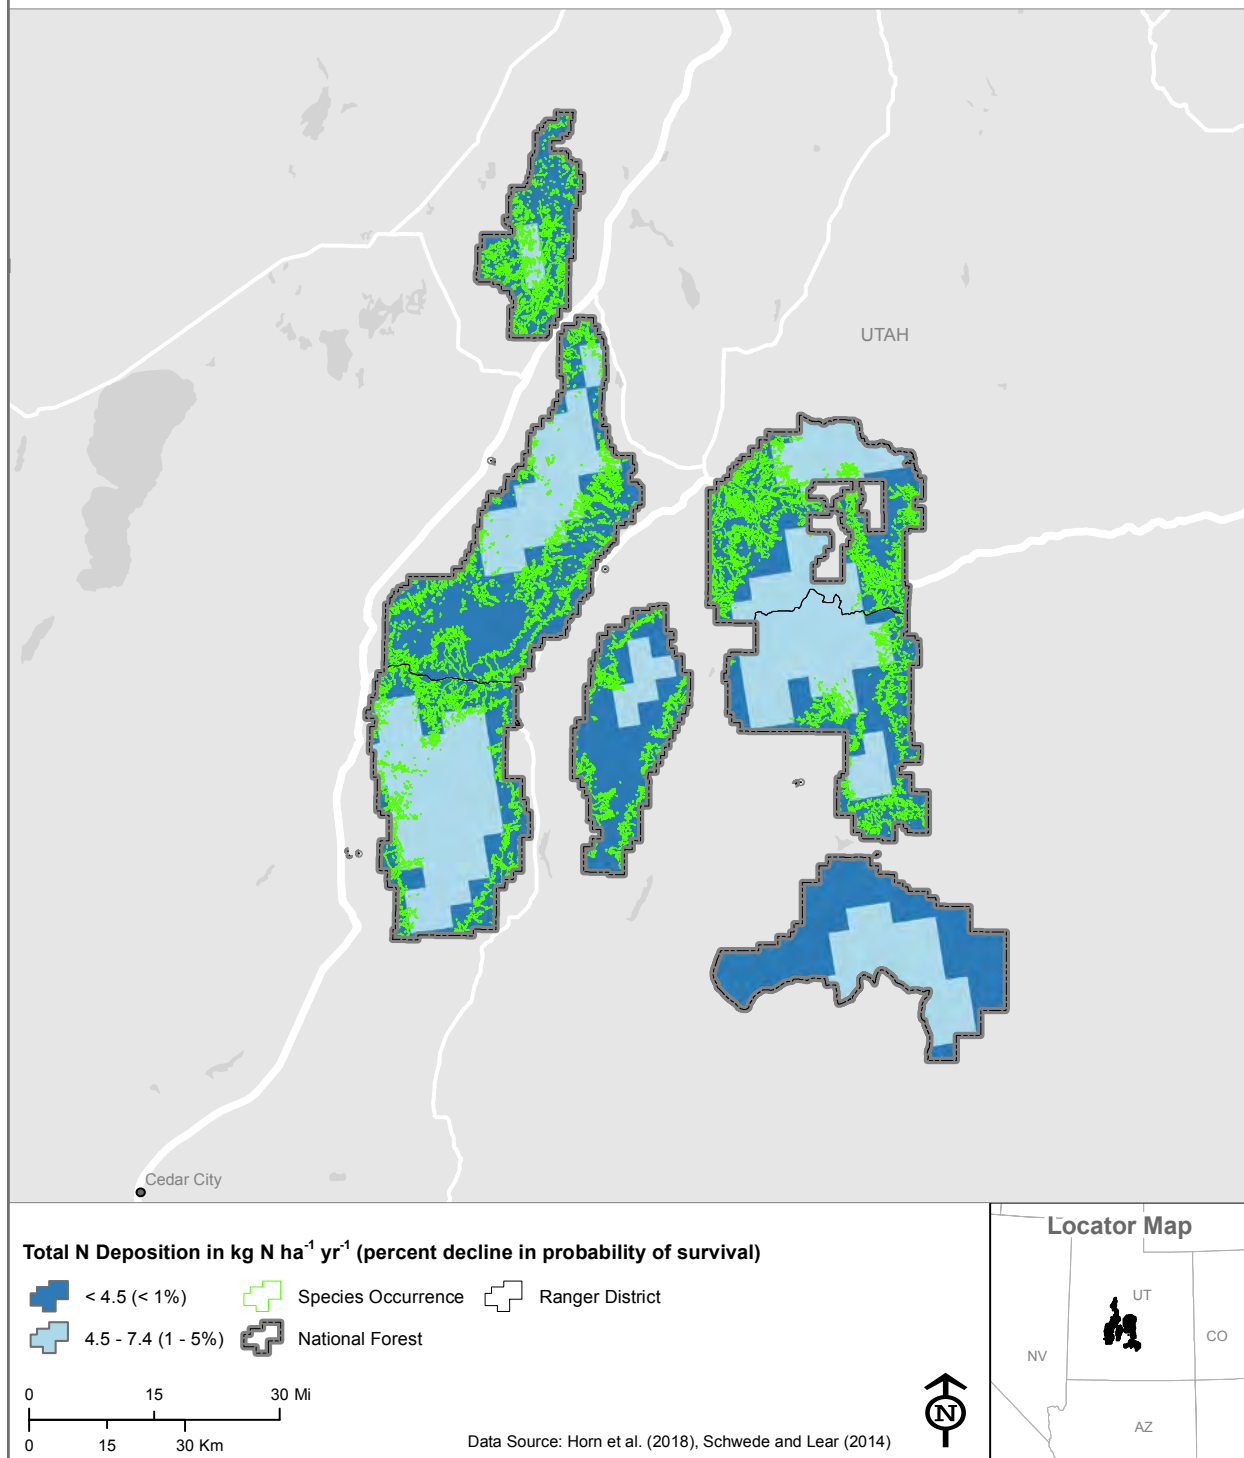 UTAH
Cedar City
Total N Deposition in kg N ha⁻¹ yr⁻¹ (percent decline in probability of survival)
< 4.5 (< 1%)
Species Occurrence
Ranger District
4.5 - 7.4 (1 - 5%)
National Forest
0 15 30 Mi
0 15 30 Km
N
Data Source: Horn et al. (2018), Schwede and Lear (2014)
Locator Map
UT
CO
NV
AZ